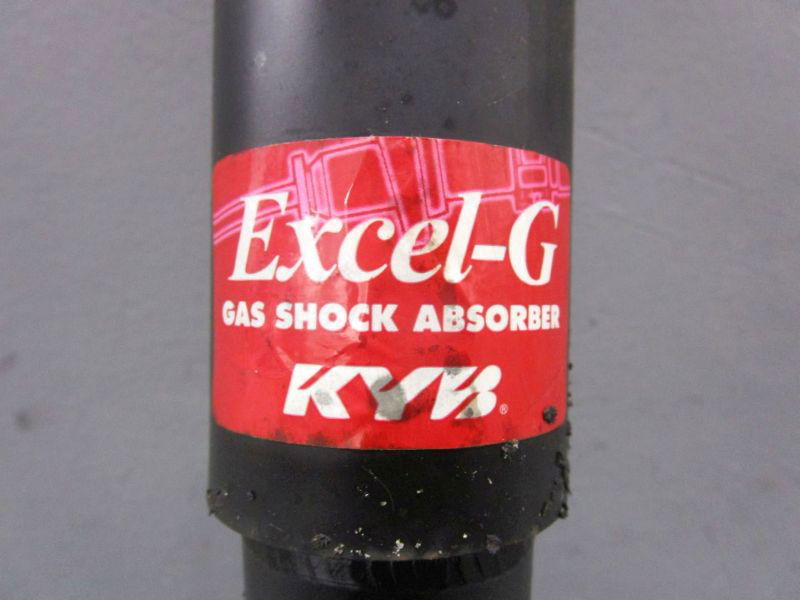 Excel-G
GAS SHOCK ABSORBER
KYB®